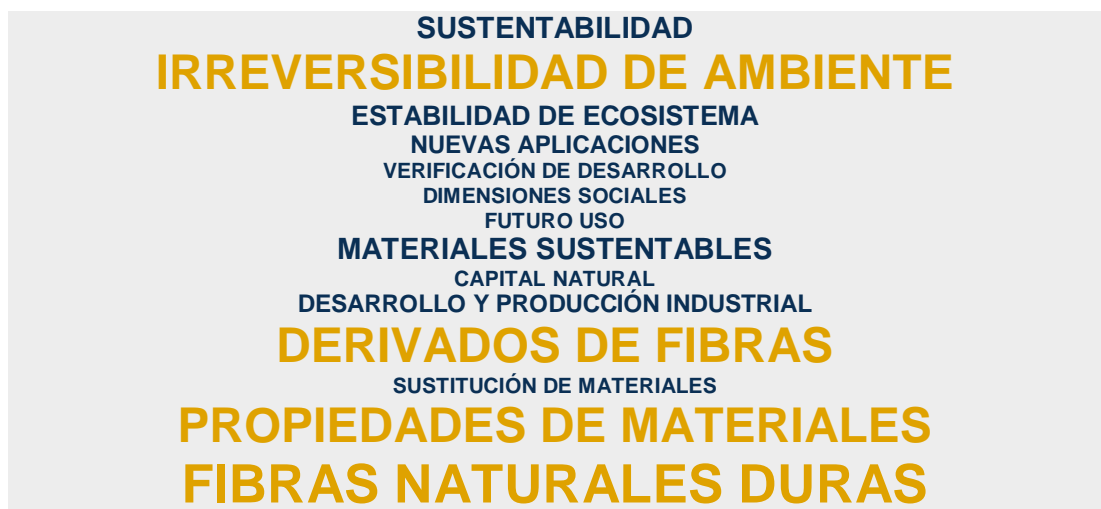 SUSTENTABILIDAD
IRREVERSIBILIDAD DE AMBIENTE
ESTABILIDAD DE ECOSISTEMA
NUEVAS APLICACIONES
VERIFICACIÓN DE DESARROLLO
DIMENSIONES SOCIALES
FUTURO USO
MATERIALES SUSTENTABLES
CAPITAL NATURAL
DESARROLLO Y PRODUCCIÓN INDUSTRIAL
DERIVADOS DE FIBRAS
SUSTITUCIÓN DE MATERIALES
PROPIEDADES DE MATERIALES
FIBRAS NATURALES DURAS